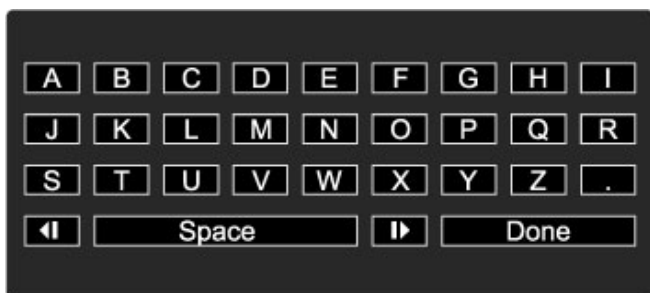 A B C D E F G H I
J K L M N O P Q R
S T U V W X Y Z .
Space Done